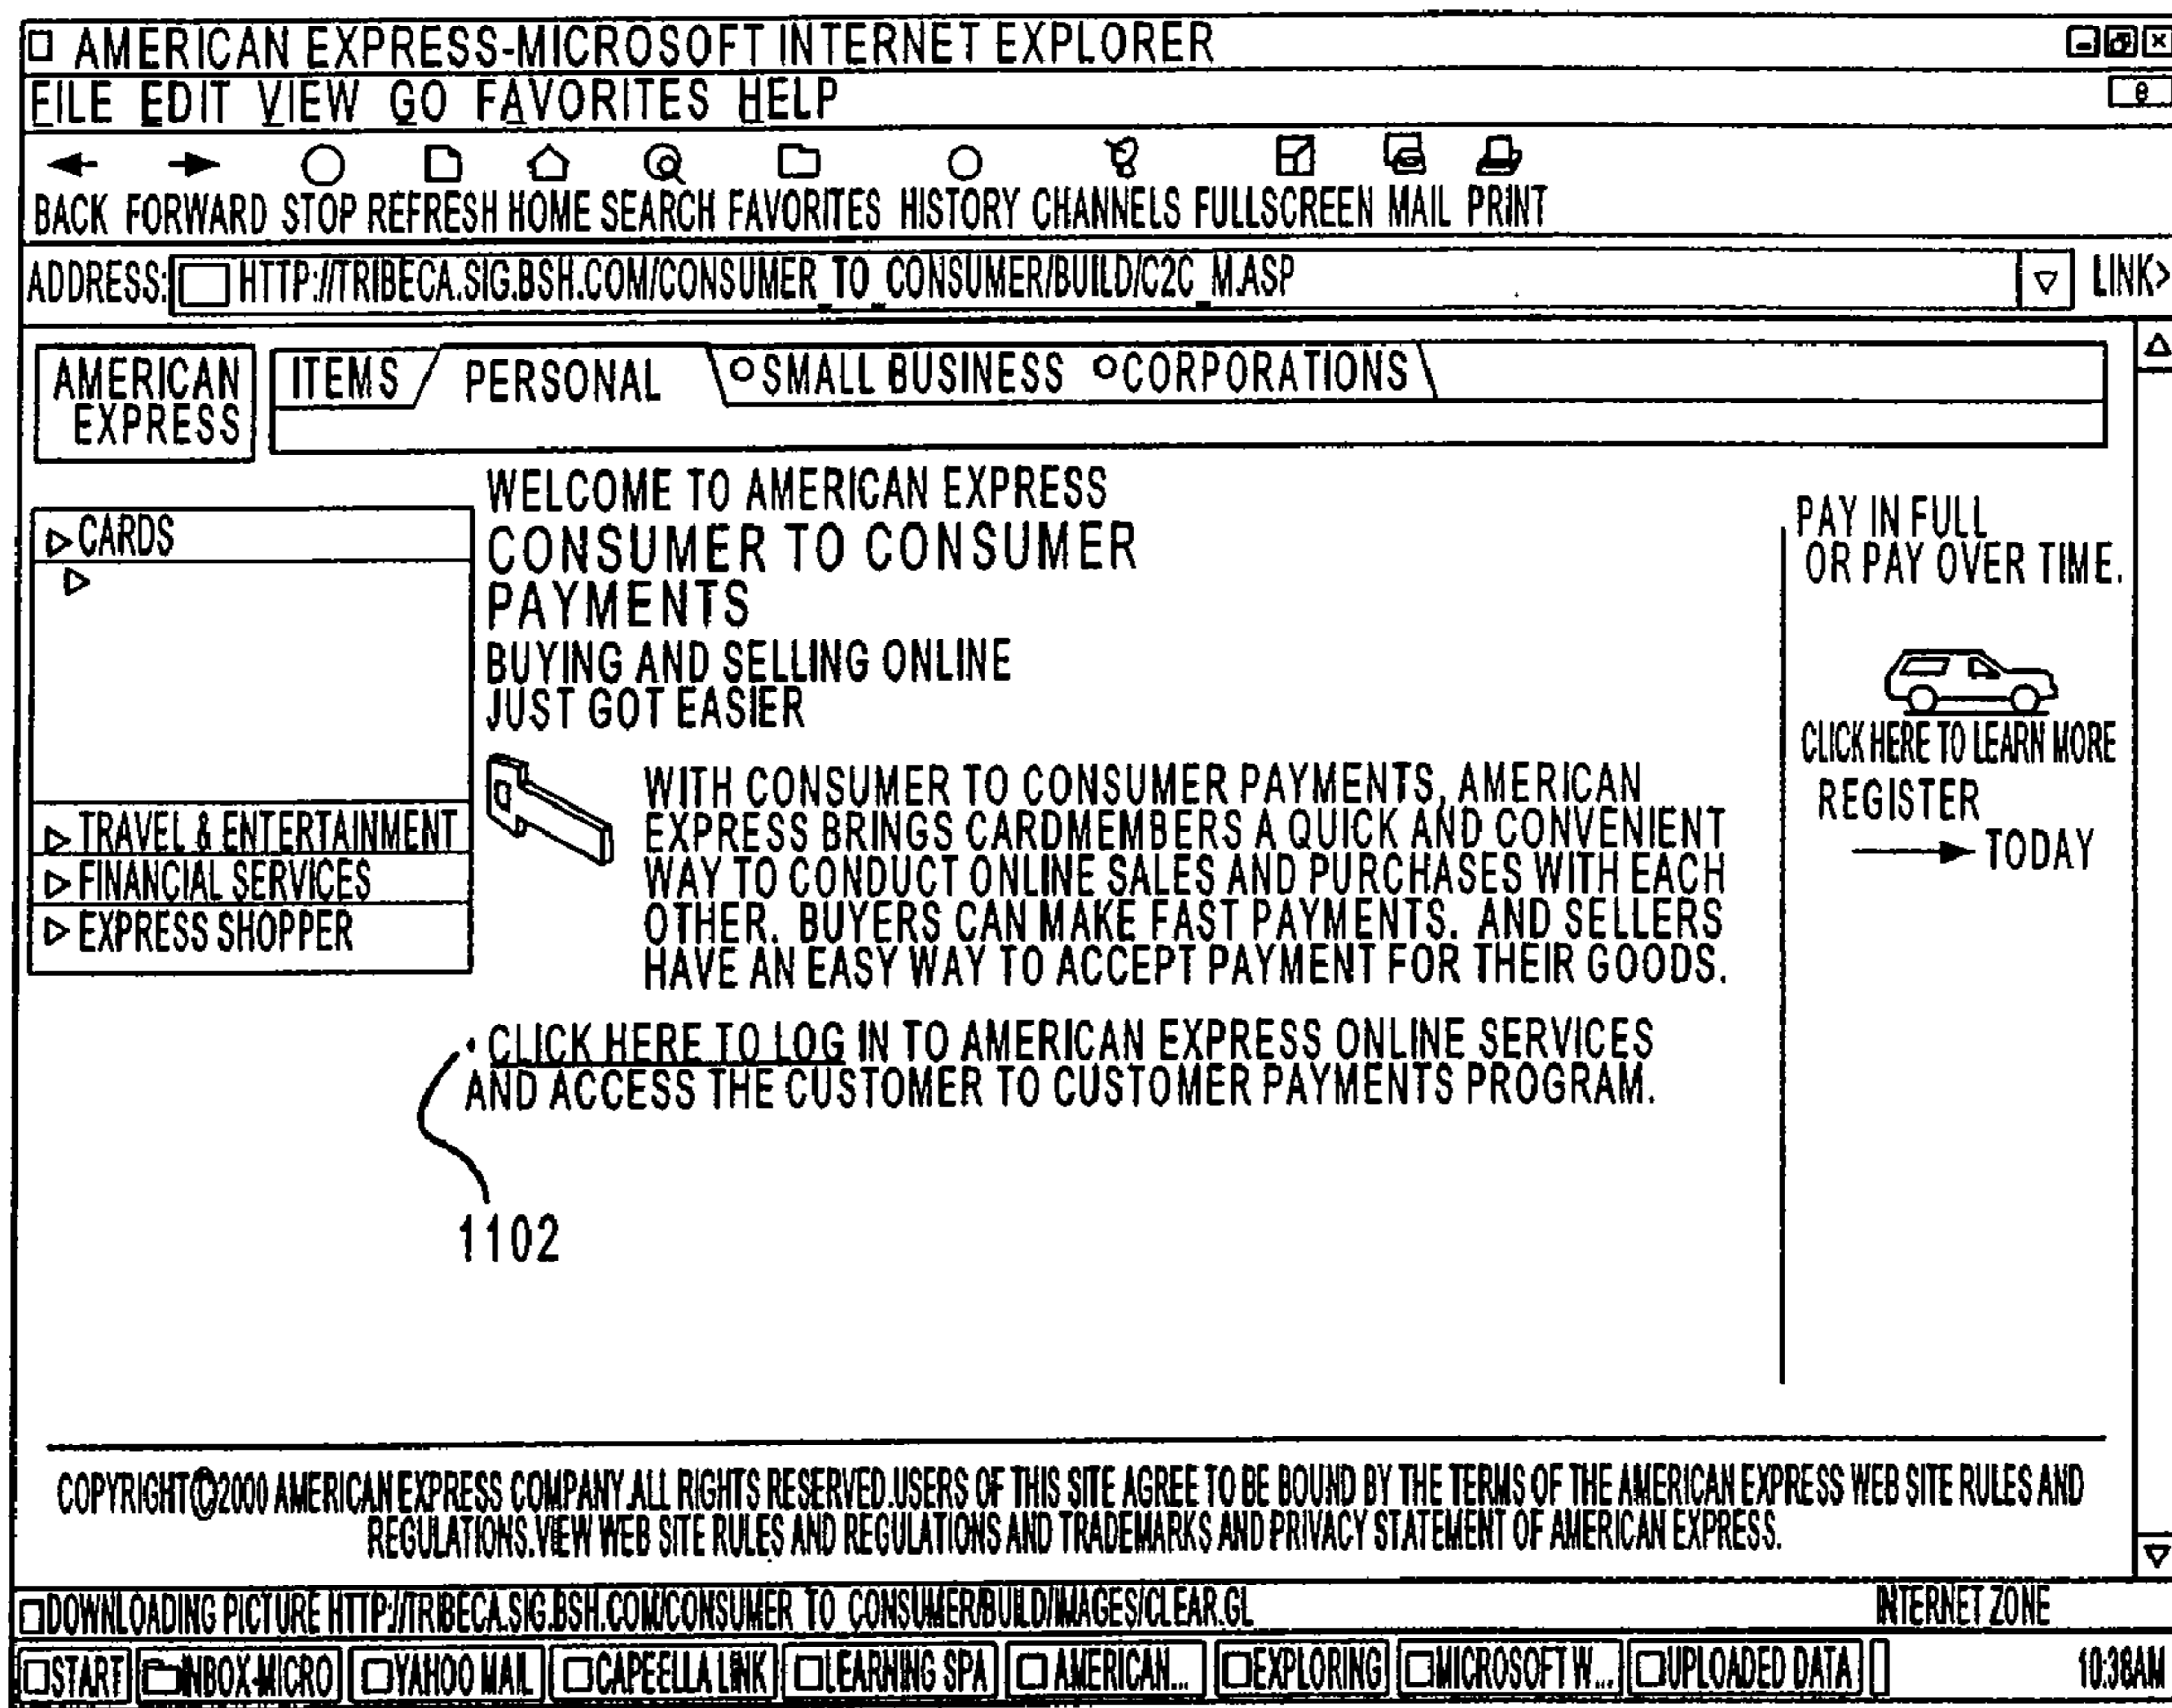 AMERICAN EXPRESS-MICROSOFT INTERNET EXPLORER
FILE EDIT VIEW GO FAVORITES HELP
e
BACK FORWARD STOP REFRESH HOME SEARCH FAVORITES HISTORY CHANNELS FULLSCREEN MAIL PRINT
ADDRESS: HTTP://TRIBECA.SIG.BSH.COM/CONSUMER_TO_CONSUMER/BUILD/C2C_M.ASP LINK>
AMERICAN
EXPRESS
ITEMS PERSONAL SMALL BUSINESS CORPORATIONS
CARDS
TRAVEL & ENTERTAINMENT
FINANCIAL SERVICES
EXPRESS SHOPPER
WELCOME TO AMERICAN EXPRESS
CONSUMER TO CONSUMER
PAYMENTS
BUYING AND SELLING ONLINE
JUST GOT EASIER
WITH CONSUMER TO CONSUMER PAYMENTS, AMERICAN
EXPRESS BRINGS CARDMEMBERS A QUICK AND CONVENIENT
WAY TO CONDUCT ONLINE SALES AND PURCHASES WITH EACH
OTHER. BUYERS CAN MAKE FAST PAYMENTS. AND SELLERS
HAVE AN EASY WAY TO ACCEPT PAYMENT FOR THEIR GOODS.
· CLICK HERE TO LOG IN TO AMERICAN EXPRESS ONLINE SERVICES
AND ACCESS THE CUSTOMER TO CUSTOMER PAYMENTS PROGRAM.
1102
PAY IN FULL
OR PAY OVER TIME.
CLICK HERE TO LEARN MORE
REGISTER
TODAY
COPYRIGHT©2000 AMERICAN EXPRESS COMPANY.ALL RIGHTS RESERVED.USERS OF THIS SITE AGREE TO BE BOUND BY THE TERMS OF THE AMERICAN EXPRESS WEB SITE RULES AND
REGULATIONS.VIEW WEB SITE RULES AND REGULATIONS AND TRADEMARKS AND PRIVACY STATEMENT OF AMERICAN EXPRESS.
DOWNLOADING PICTURE HTTP://TRIBECA.SIG.BSH.COM/CONSUMER TO CONSUMER/BUILD/IMAGES/CLEAR.GL INTERNET ZONE
START INBOX-MICRO YAHOO MAIL CAPEELLA LINK LEARNING SPA AMERICAN... EXPLORING MICROSOFT W... UPLOADED DATA 10:38AM